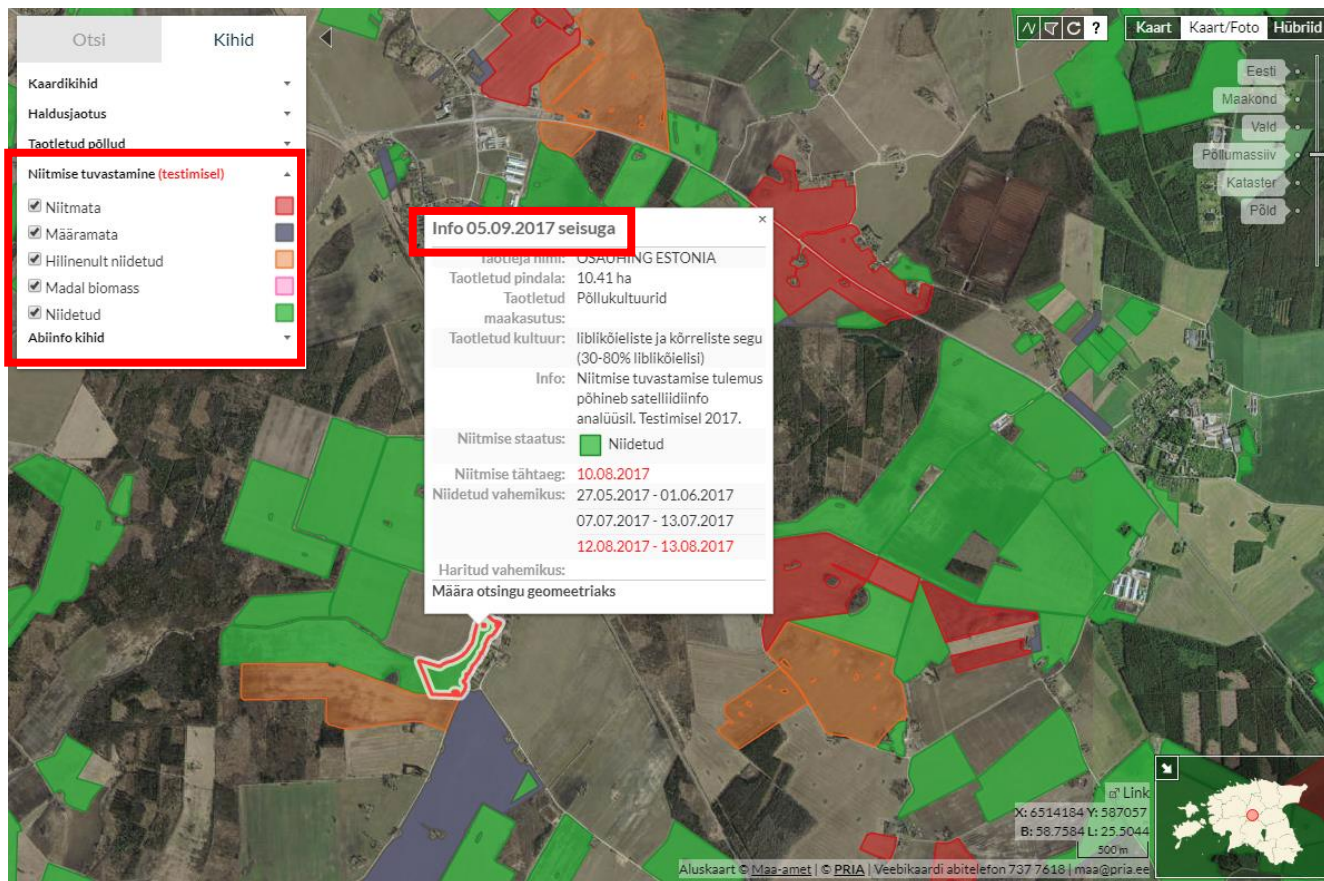 Otsi
Kihid
Kaardikihid
Haldusjaotus
Taotletud põllud
Niitmise tuvastamine (testimisel)
Niitmata
Määramata
Hilinenult niidetud
Madal biomass
Niidetud
Abiinfo kihid
?
Kaart
Kaart/Foto
Hübriid
Eesti
Maakond
Vald
Põllumassiiv
Kataster
Põld
Info 05.09.2017 seisuga
×
Taotleja nimi: OSAÜHING ESTONIA
Taotletud pindala: 10.41 ha
Taotletud Põllukultuurid
maakasutus:
Taotletud kultuur: liblikõieliste ja kõrreliste segu
(30-80% liblikõielisi)
Info: Niitmise tuvastamise tulemus
põhineb satelliidiinfo
analüüsil. Testimisel 2017.
Niitmise staatus: Niidetud
Niitmise tähtaeg: 10.08.2017
Niidetud vahemikus: 27.05.2017 - 01.06.2017
07.07.2017 - 13.07.2017
12.08.2017 - 13.08.2017
Haritud vahemikus:
Määra otsingu geomeetriaks
Link
X: 6514184 Y: 587057
B: 58.7584 L: 25.5044
500 m
Aluskaart © Maa-amet | © PRIA | Veebikaardi abitelefon 737 7618 | maa@pria.ee